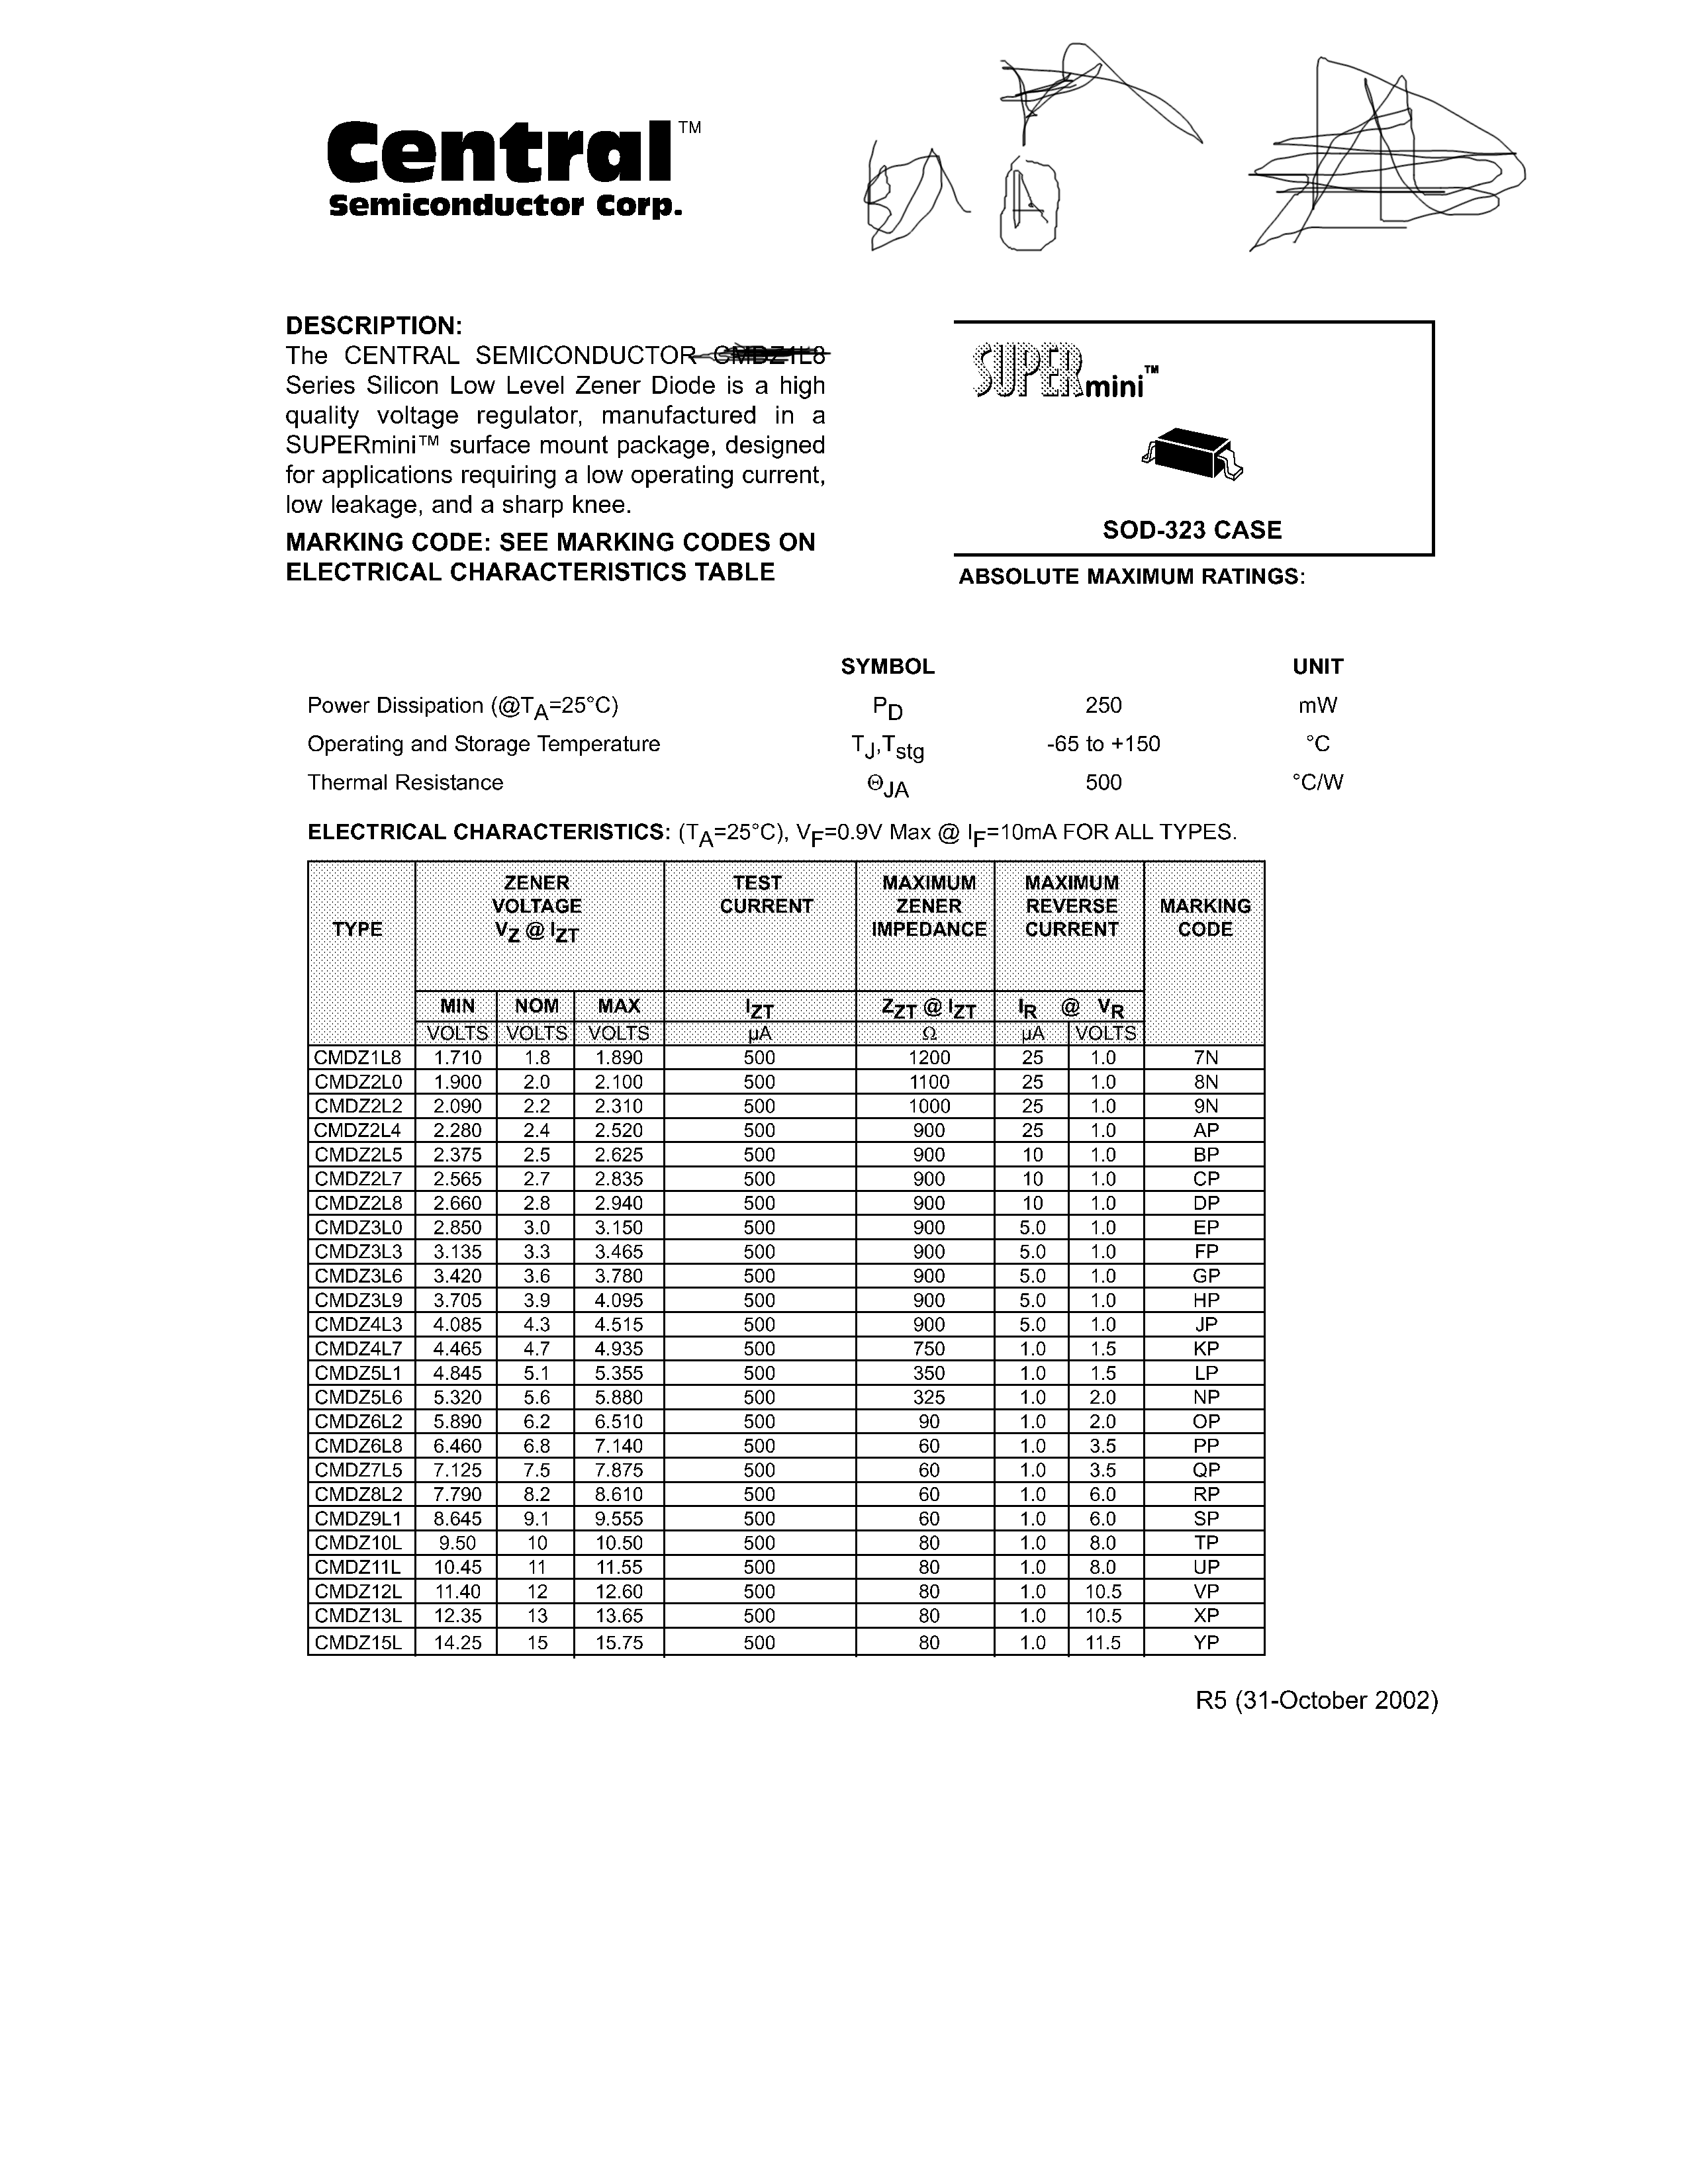 Central™
Semiconductor Corp.
DESCRIPTION:
The CENTRAL SEMICONDUCTOR CMDZ1L8
Series Silicon Low Level Zener Diode is a high
quality voltage regulator, manufactured in a
SUPERmini™ surface mount package, designed
for applications requiring a low operating current,
low leakage, and a sharp knee.
MARKING CODE: SEE MARKING CODES ON
ELECTRICAL CHARACTERISTICS TABLE
SUPERmini™
SOD-323 CASE
ABSOLUTE MAXIMUM RATINGS:
SYMBOL UNIT
Power Dissipation (@TA=25°C) PD 250 mW
Operating and Storage Temperature TJ,Tstg -65 to +150 °C
Thermal Resistance ΘJA 500 °C/W
ELECTRICAL CHARACTERISTICS: (TA=25°C), VF=0.9V Max @ IF=10mA FOR ALL TYPES.
ZENER TEST MAXIMUM MAXIMUM
VOLTAGE CURRENT ZENER REVERSE MARKING
TYPE VZ @ IZT IMPEDANCE CURRENT CODE
MIN NOM MAX IZT ZZT @ IZT IR @ VR
VOLTS VOLTS VOLTS µA Ω µA VOLTS
CMDZ1L8 1.710 1.8 1.890 500 1200 25 1.0 7N
CMDZ2L0 1.900 2.0 2.100 500 1100 25 1.0 8N
CMDZ2L2 2.090 2.2 2.310 500 1000 25 1.0 9N
CMDZ2L4 2.280 2.4 2.520 500 900 25 1.0 AP
CMDZ2L5 2.375 2.5 2.625 500 900 10 1.0 BP
CMDZ2L7 2.565 2.7 2.835 500 900 10 1.0 CP
CMDZ2L8 2.660 2.8 2.940 500 900 10 1.0 DP
CMDZ3L0 2.850 3.0 3.150 500 900 5.0 1.0 EP
CMDZ3L3 3.135 3.3 3.465 500 900 5.0 1.0 FP
CMDZ3L6 3.420 3.6 3.780 500 900 5.0 1.0 GP
CMDZ3L9 3.705 3.9 4.095 500 900 5.0 1.0 HP
CMDZ4L3 4.085 4.3 4.515 500 900 5.0 1.0 JP
CMDZ4L7 4.465 4.7 4.935 500 750 1.0 1.5 KP
CMDZ5L1 4.845 5.1 5.355 500 350 1.0 1.5 LP
CMDZ5L6 5.320 5.6 5.880 500 325 1.0 2.0 NP
CMDZ6L2 5.890 6.2 6.510 500 90 1.0 2.0 OP
CMDZ6L8 6.460 6.8 7.140 500 60 1.0 3.5 PP
CMDZ7L5 7.125 7.5 7.875 500 60 1.0 3.5 QP
CMDZ8L2 7.790 8.2 8.610 500 60 1.0 6.0 RP
CMDZ9L1 8.645 9.1 9.555 500 60 1.0 6.0 SP
CMDZ10L 9.50 10 10.50 500 80 1.0 8.0 TP
CMDZ11L 10.45 11 11.55 500 80 1.0 8.0 UP
CMDZ12L 11.40 12 12.60 500 80 1.0 10.5 VP
CMDZ13L 12.35 13 13.65 500 80 1.0 10.5 XP
CMDZ15L 14.25 15 15.75 500 80 1.0 11.5 YP
R5 (31-October 2002)